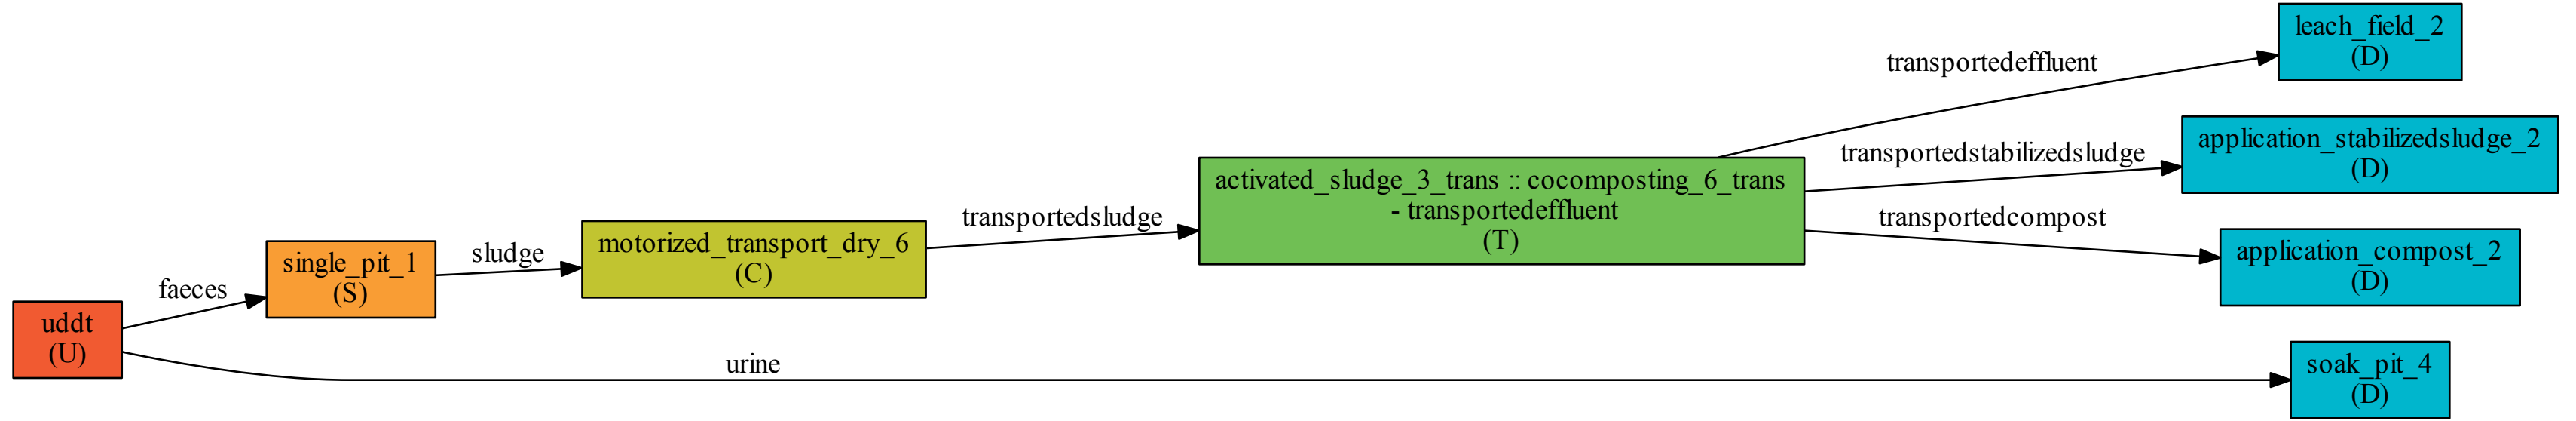 uddt
(U)
faeces
single_pit_1
(S)
sludge
motorized_transport_dry_6
(C)
transportedsludge
activated_sludge_3_trans :: cocomposting_6_trans
- transportedeffluent
(T)
transportedeffluent
leach_field_2
(D)
transportedstabilizedsludge
application_stabilizedsludge_2
(D)
transportedcompost
application_compost_2
(D)
urine
soak_pit_4
(D)